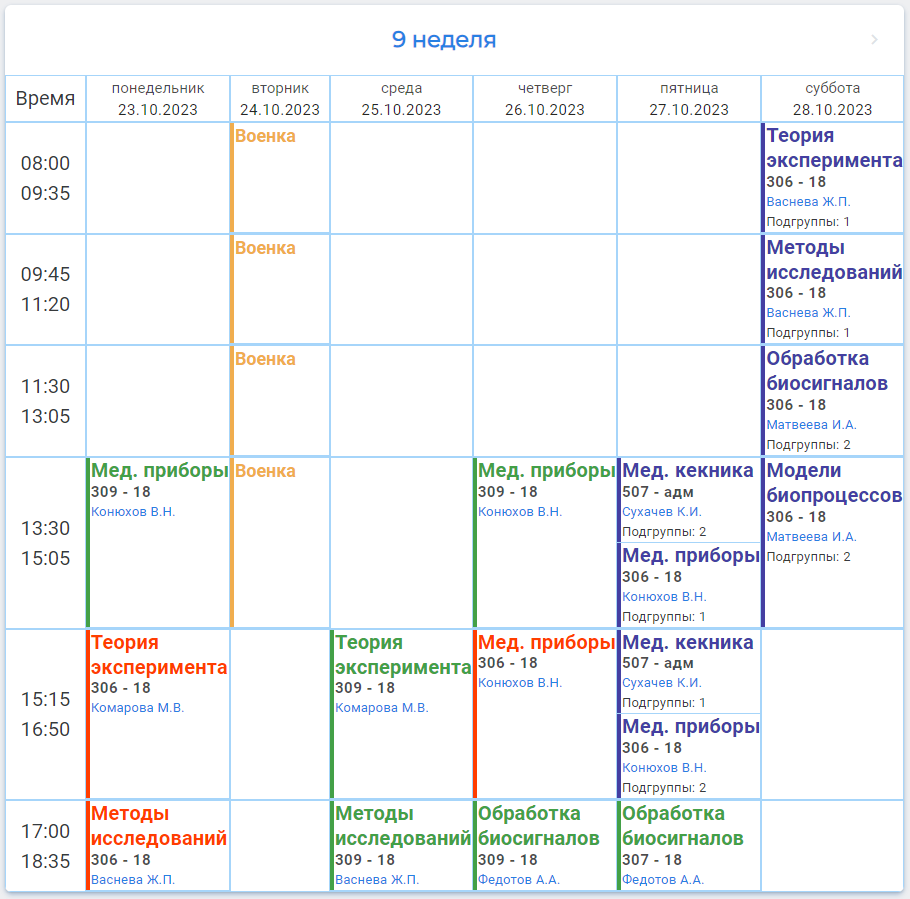 9 неделя
Время
понедельник
23.10.2023
вторник
24.10.2023
среда
25.10.2023
четверг
26.10.2023
пятница
27.10.2023
суббота
28.10.2023
08:00
09:35
Военка
Теория
эксперимента
306 - 18
Васнева Ж.П.
Подгруппы: 1
09:45
11:20
Военка
Методы
исследований
306 - 18
Васнева Ж.П.
Подгруппы: 1
11:30
13:05
Военка
Обработка
биосигналов
306 - 18
Матвеева И.А.
Подгруппы: 2
13:30
15:05
Мед. приборы
309 - 18
Конюхов В.Н.
Военка
Мед. приборы
309 - 18
Конюхов В.Н.
Мед. кекника
507 - адм
Сухачев К.И.
Подгруппы: 2
Мед. приборы
306 - 18
Конюхов В.Н.
Подгруппы: 1
Модели
биопроцессов
306 - 18
Матвеева И.А.
Подгруппы: 2
15:15
16:50
Теория
эксперимента
306 - 18
Комарова М.В.
Теория
эксперимента
309 - 18
Комарова М.В.
Мед. приборы
306 - 18
Конюхов В.Н.
Мед. кекника
507 - адм
Сухачев К.И.
Подгруппы: 1
Мед. приборы
306 - 18
Конюхов В.Н.
Подгруппы: 2
17:00
18:35
Методы
исследований
306 - 18
Васнева Ж.П.
Методы
исследований
309 - 18
Васнева Ж.П.
Обработка
биосигналов
309 - 18
Федотов А.А.
Обработка
биосигналов
307 - 18
Федотов А.А.